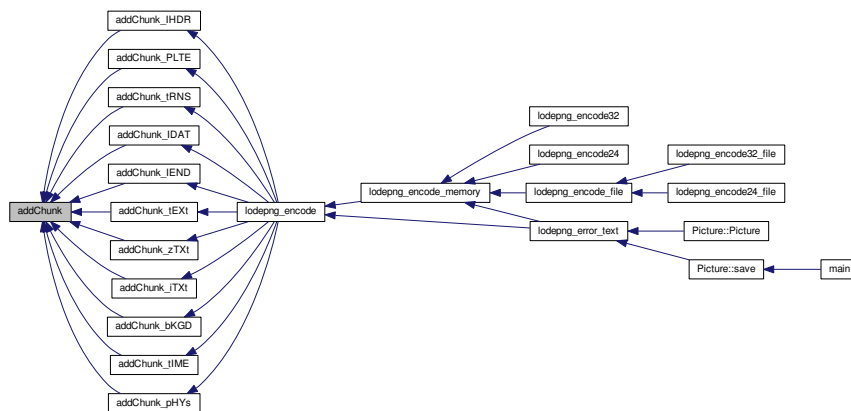 addChunk_IHDR
addChunk_PLTE
addChunk_tRNS
addChunk_IDAT
addChunk_IEND
addChunk
addChunk_tEXt
addChunk_zTXt
addChunk_iTXt
addChunk_bKGD
addChunk_tIME
addChunk_pHYs
lodepng_encode
lodepng_encode_memory
lodepng_encode32
lodepng_encode24
lodepng_encode_file
lodepng_error_text
lodepng_encode32_file
lodepng_encode24_file
Picture::Picture
Picture::save
main